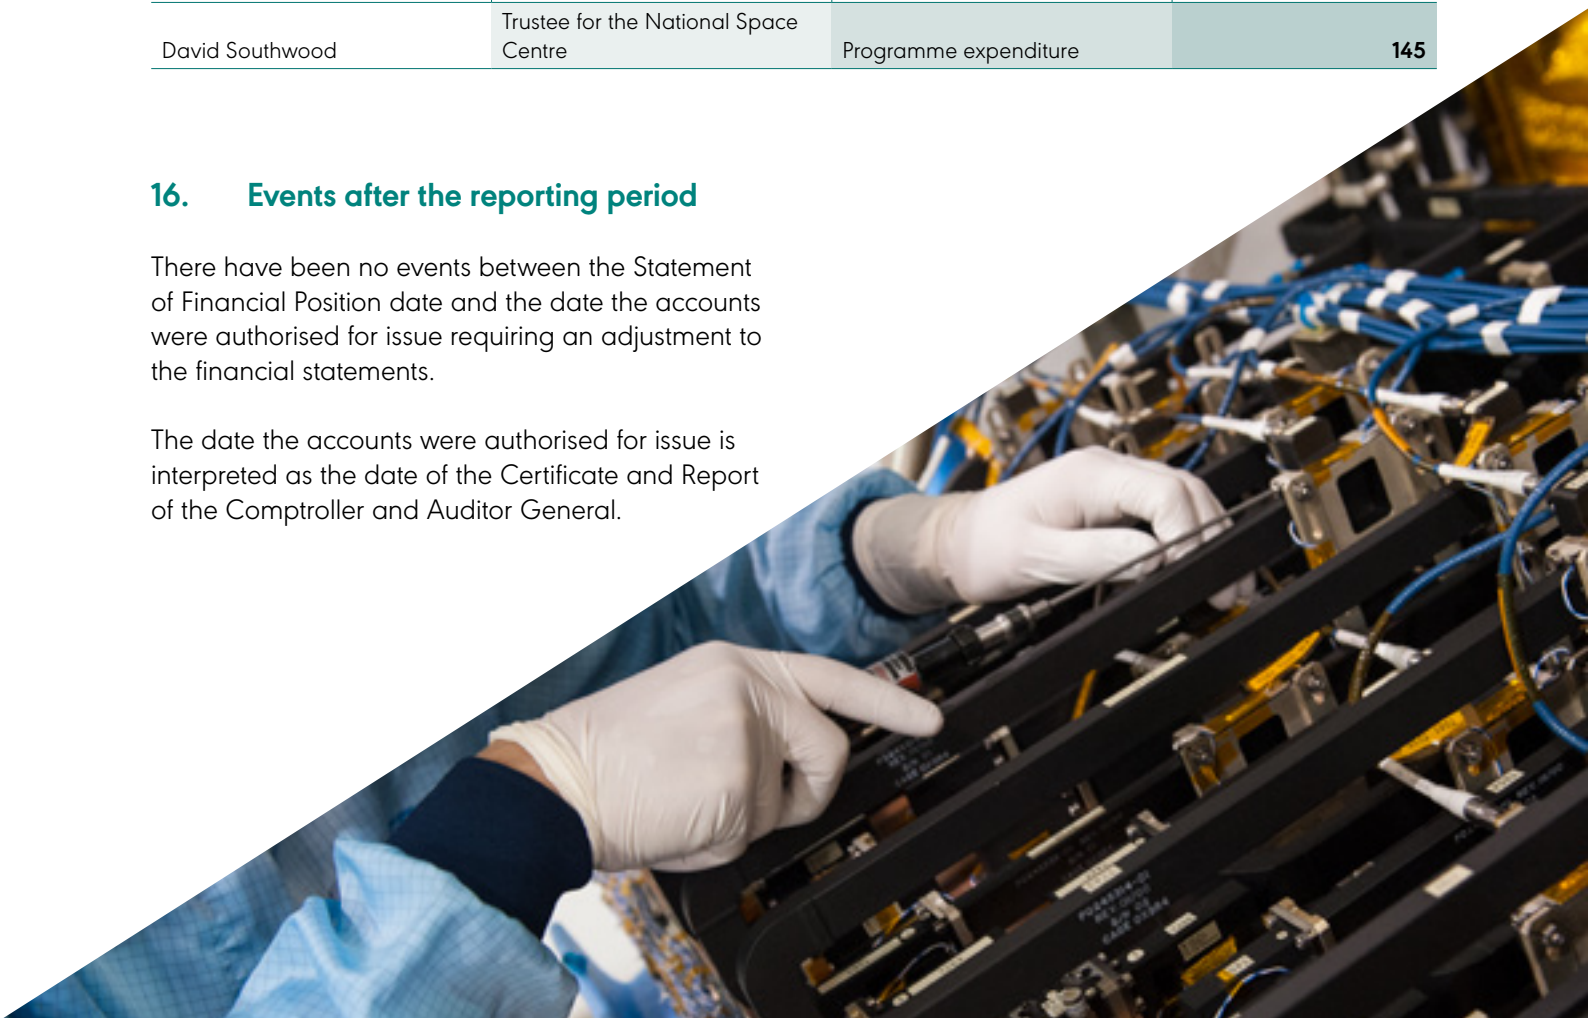 Trustee for the National Space
David Southwood Centre Programme expenditure 145
16. Events after the reporting period
There have been no events between the Statement
of Financial Position date and the date the accounts
were authorised for issue requiring an adjustment to
the financial statements.
The date the accounts were authorised for issue is
interpreted as the date of the Certificate and Report
of the Comptroller and Auditor General.